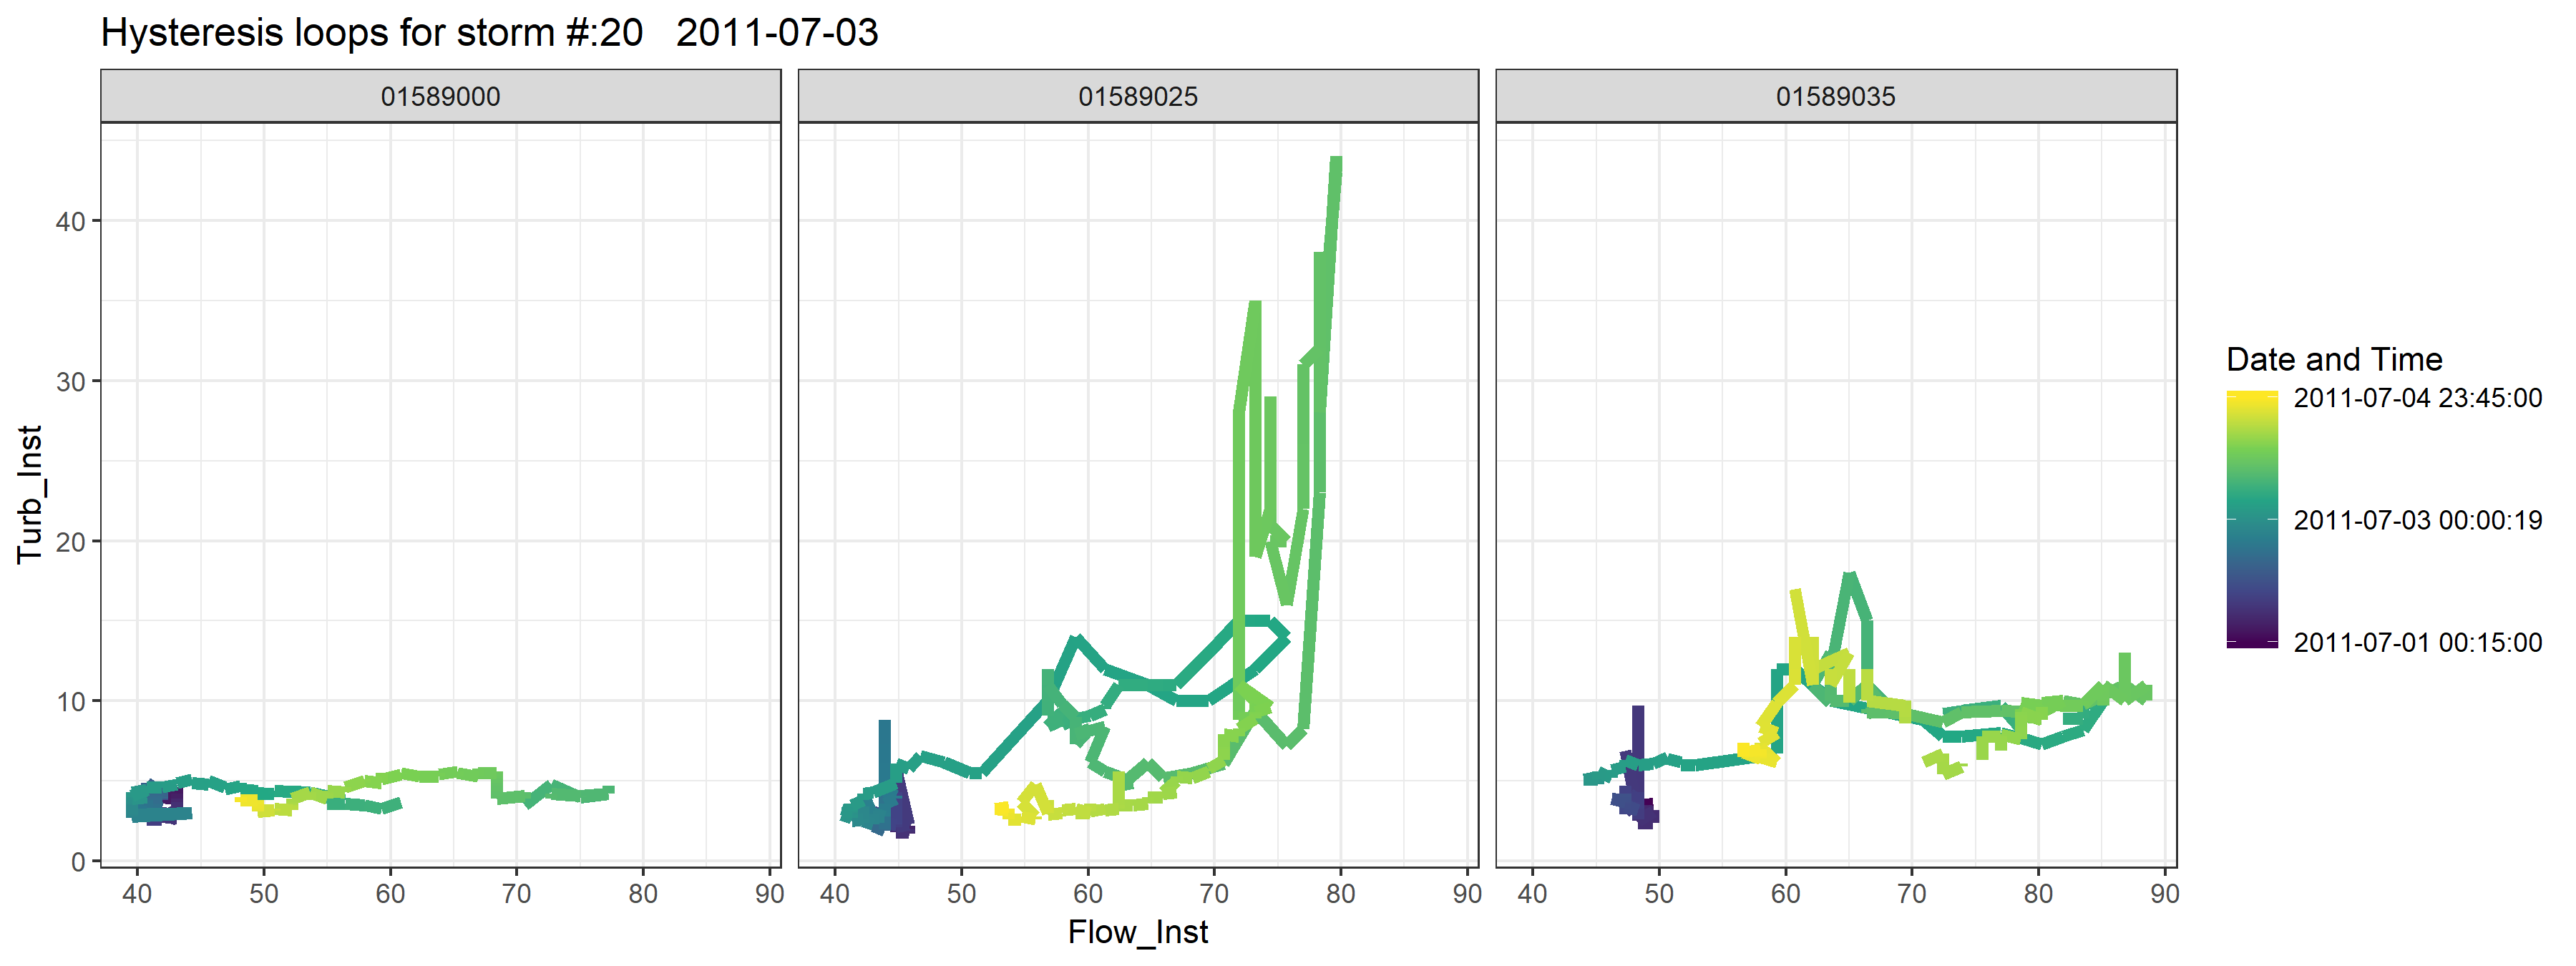 Hysteresis loops for storm #:20   2011-07-03
01589000
01589025
01589035
Turb_Inst
40
30
20
10
0
40 50 60 70 80 90
40 50 60 70 80 90
40 50 60 70 80 90
Flow_Inst
Date and Time
2011-07-04 23:45:00
2011-07-03 00:00:19
2011-07-01 00:15:00